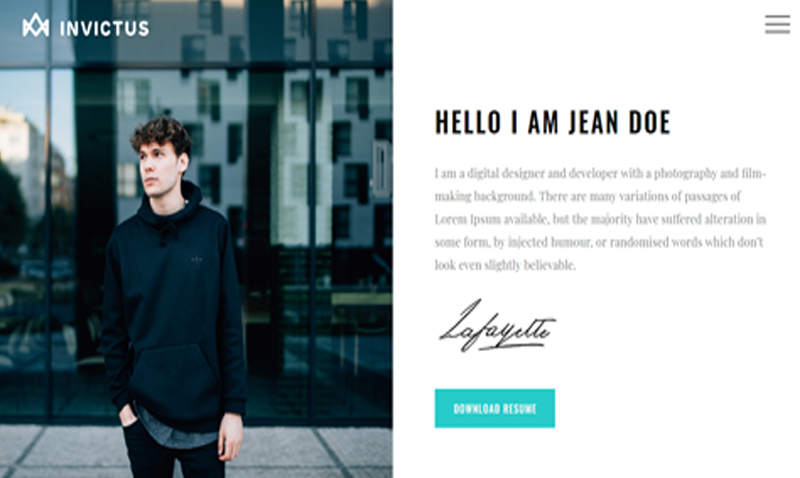 INVICTUS
HELLO I AM JEAN DOE
I am a digital designer and developer with a photography and film-
making background. There are many variations of passages of
Lorem Ipsum available, but the majority have suffered alteration in
some form, by injected humour, or randomised words which don't
look even slightly believable.
Lafayette
DOWNLOAD RESUME